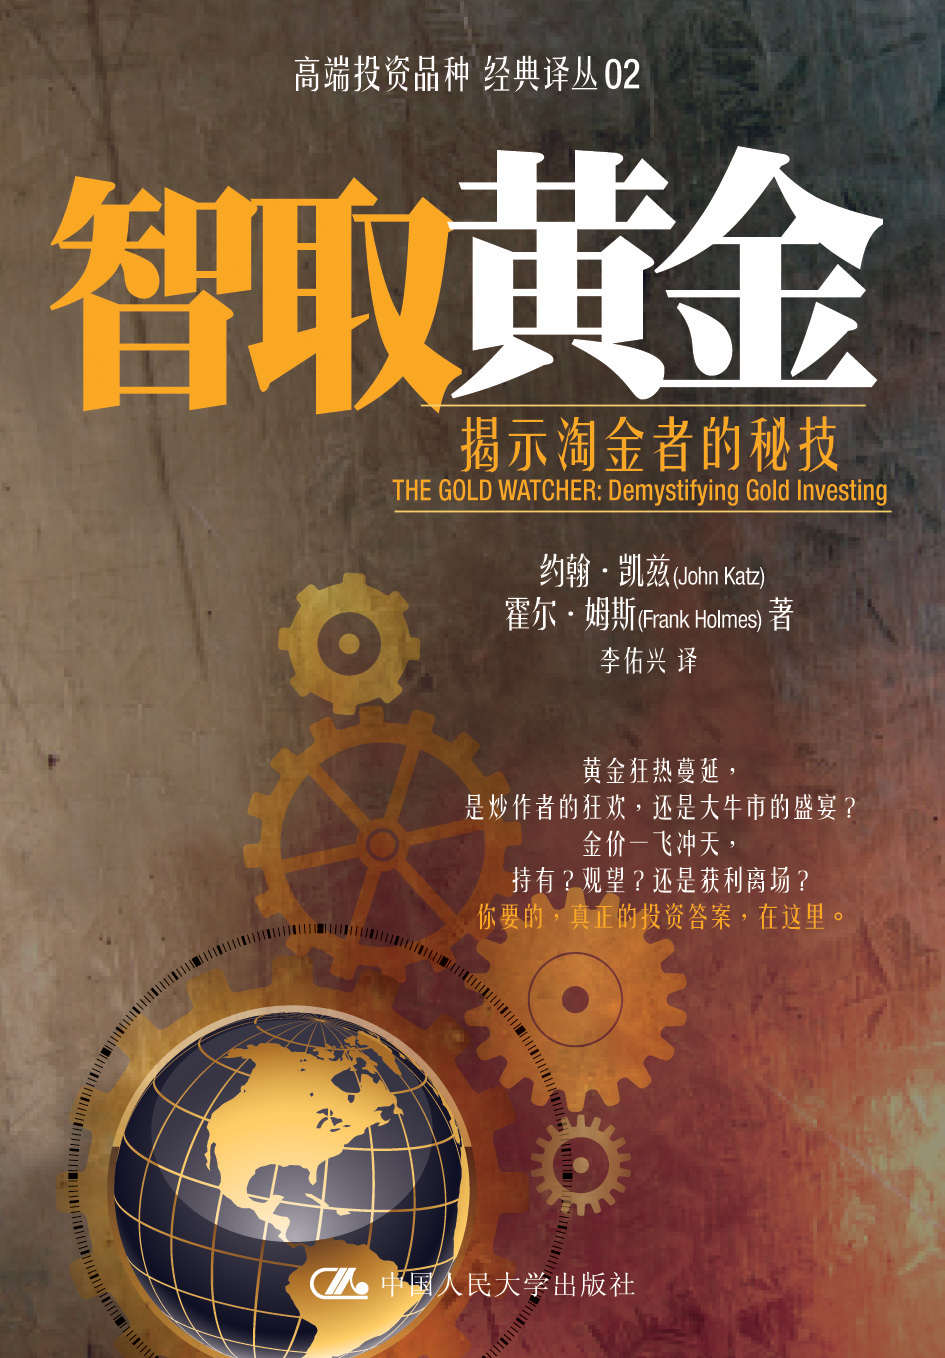 高端投资品种 经典译丛02
智取黄金
揭示淘金者的秘技
THE GOLD WATCHER: Demystifying Gold Investing
约翰·凯兹(John Katz)
霍尔·姆斯(Frank Holmes) 著
李佑兴 译
黄金狂热蔓延，
是炒作者的狂欢，还是大牛市的盛宴？
金价一飞冲天，
持有？观望？还是获利离场？
你要的，真正的投资答案，在这里。
中国人民大学出版社